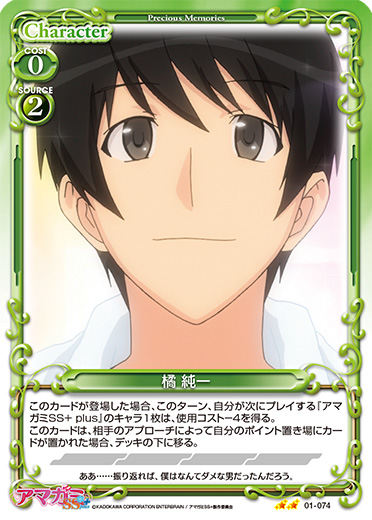 Precious Memories
Character
COST
0
SOURCE
2
橘 純一
このカードが登場した場合、このターン、自分が次にプレイする『アマ
ガミSS+ plus』のキャラ1枚は、使用コスト－4を得る。
このカードは、相手のアプローチによって自分のポイント置き場にカー
ドが置かれた場合、デッキの下に移る。
ああ……振り返れば、僕はなんてダメな男だったんだろう。
アマガミSS+ plus
©KADOKAWA CORPORATION ENTERBRAIN / アマガミSS+製作委員会
01-074